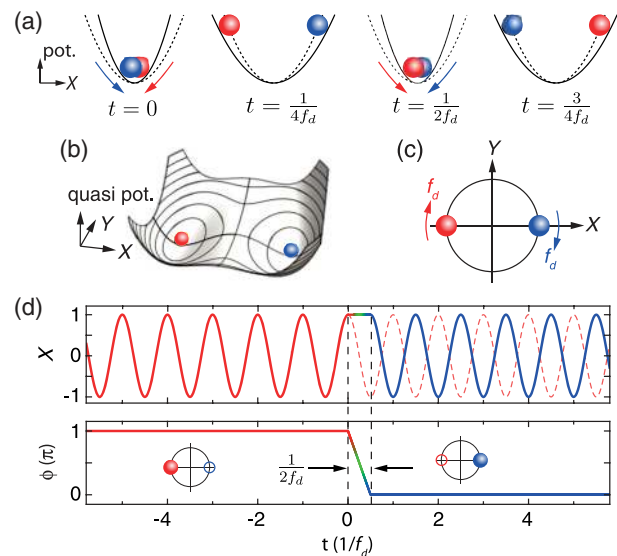 (a)
pot.
X
t = 0
t = 1/4f_d
t = 1/2f_d
t = 3/4f_d
(b)
quasi pot.
Y
X
(c)
Y
f_d
X
f_d
(d)
X
1
0
-1
ϕ (π)
1
0
1/2f_d
-4 -2 0 2 4
t (1/f_d)